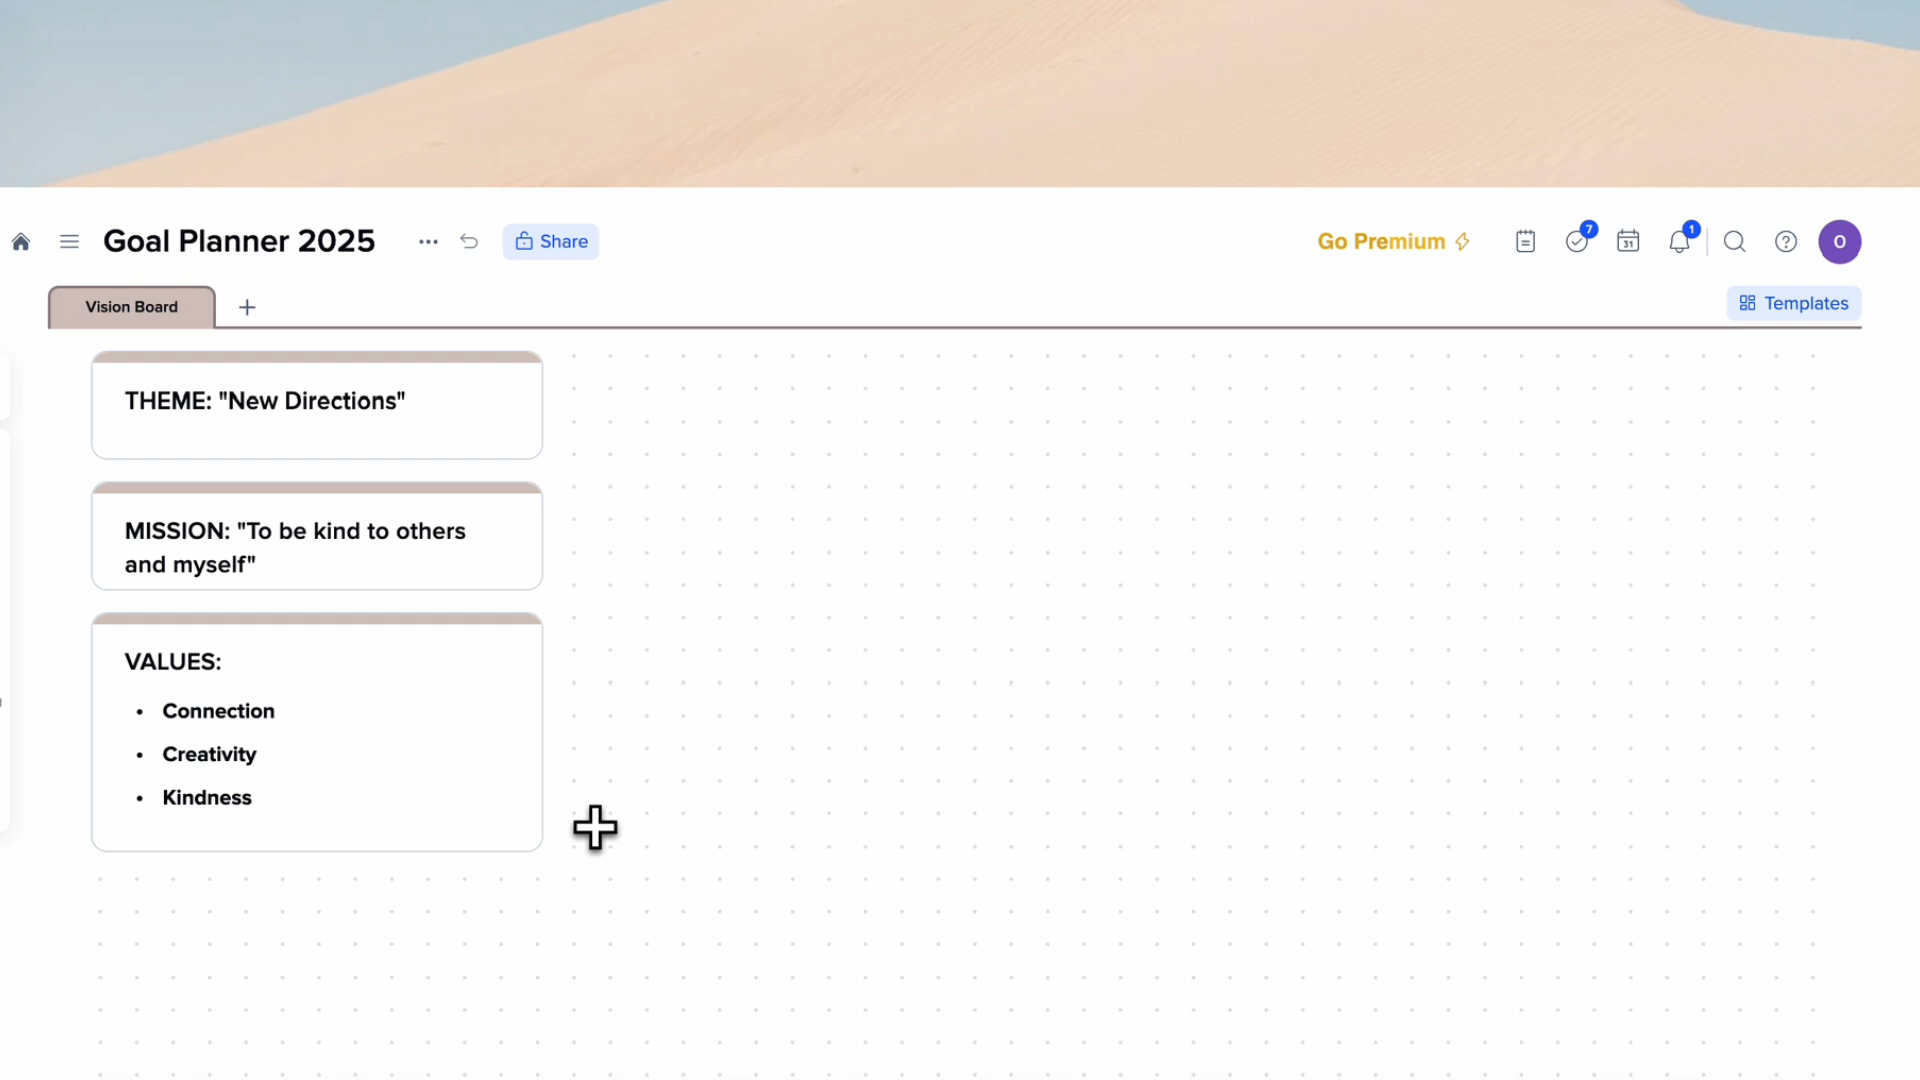 Goal Planner 2025
Share
Go Premium
7
31
1
O
Vision Board
Templates
THEME: "New Directions"
MISSION: "To be kind to others
and myself"
VALUES:
• Connection
• Creativity
• Kindness